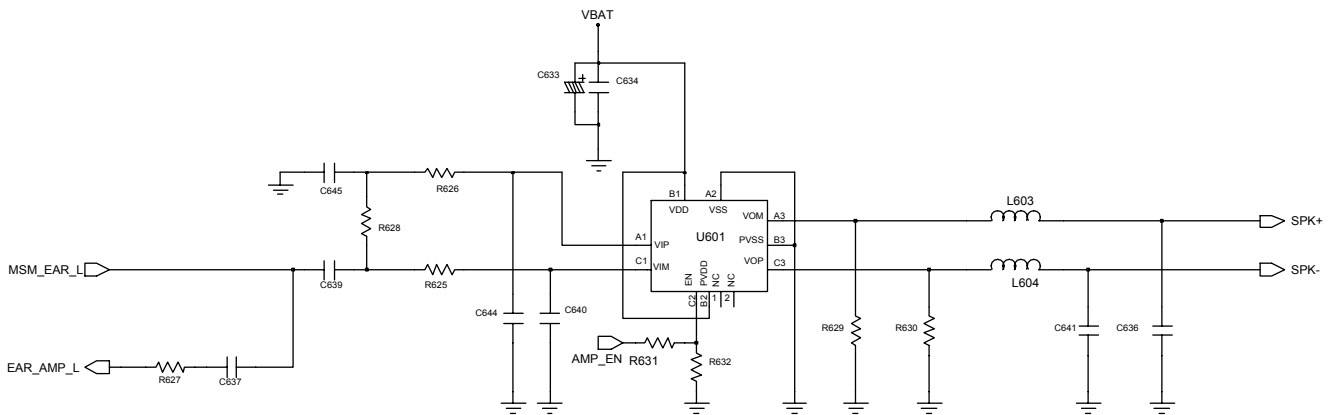 VBAT
C633
+
C634
C645
R626
B1
A2
VDD
VSS
L603
R628
VOM
A3
SPK+
U601
A1
VIP
PVSS
B3
MSM_EAR_L
C1
VIM
VOP
C3
SPK-
C639
R625
EN
PVDD
NC
NC
L604
C2
B2
1
2
C644
C640
R629
R630
C641
C636
AMP_EN
R631
R632
EAR_AMP_L
R627
C637